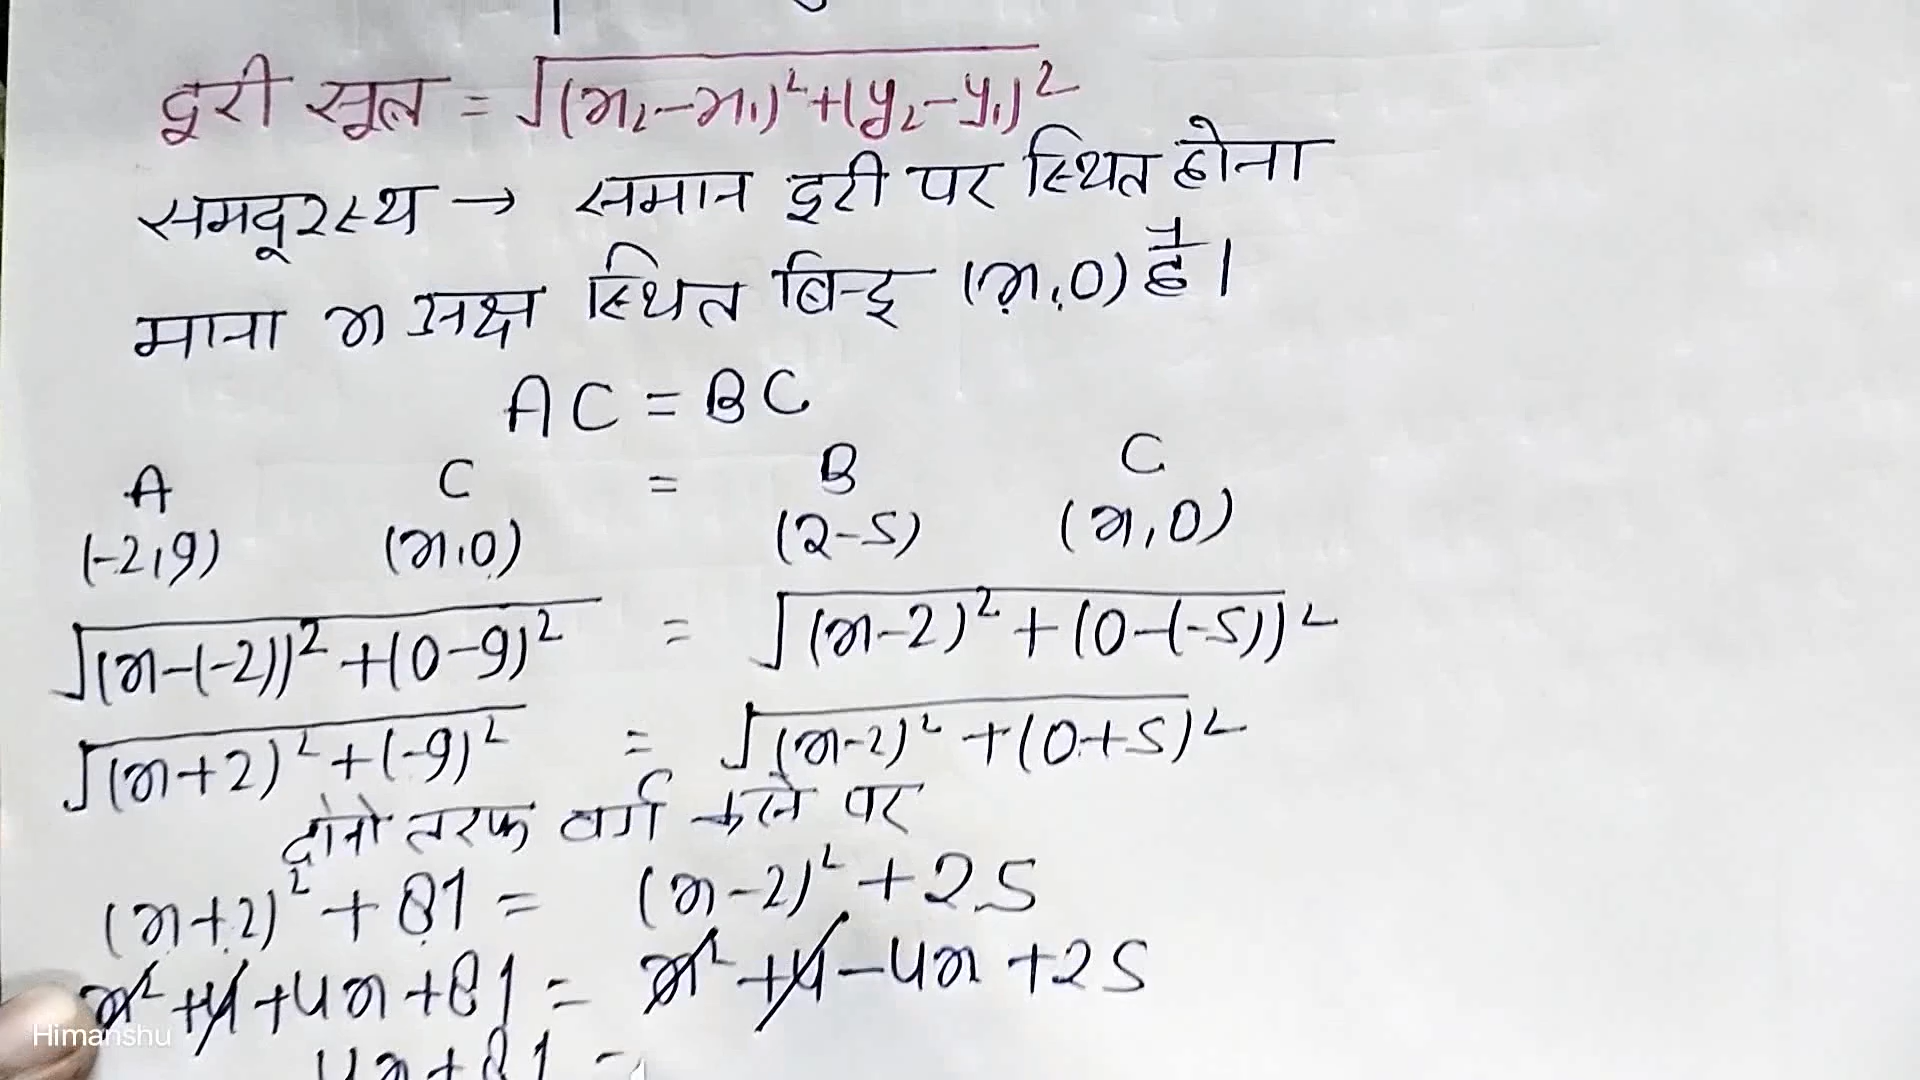 दूरी सूत्र = √(x₂-x₁)²+(y₂-y₁)²
समदूरस्थ → समान दूरी पर स्थित होना
माना x अक्ष स्थित बिन्दु (x,0) है।
AC = BC
A C = B C
(-2,9) (x,0) (2-5) (x,0)
√(x-(-2))²+(0-9)² = √(x-2)²+(0-(-5))²
√(x+2)²+(-9)² = √(x-2)²+(0+5)²
दोनो तरफ वर्ग करने पर
(x+2)²+81 = (x-2)²+25
x²+4+4x+81 = x²+4-4x+25
4x+81 =
Himanshu